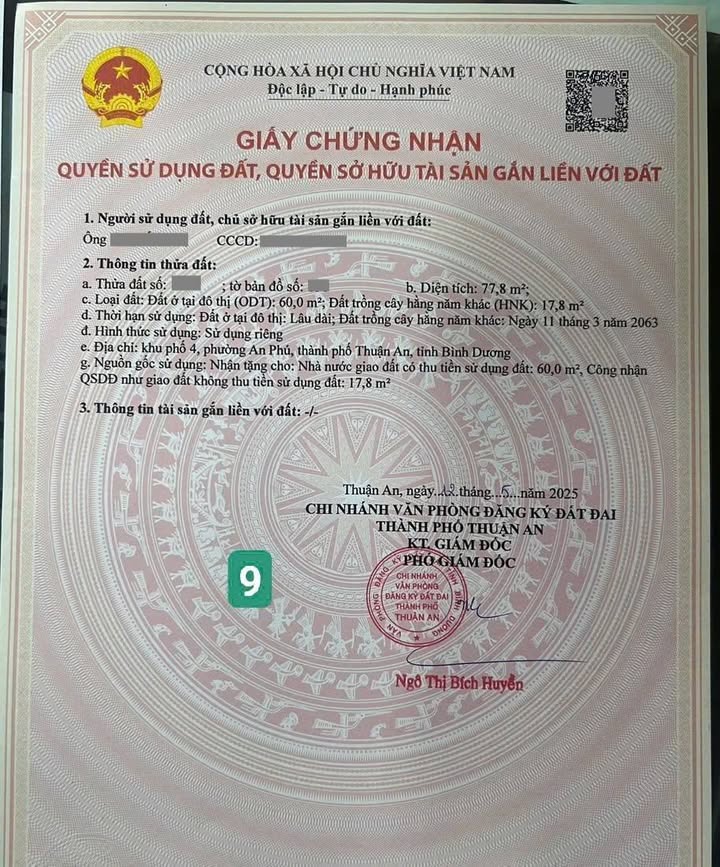 CỘNG HÒA XÃ HỘI CHỦ NGHĨA VIỆT NAM
Độc lập - Tự do - Hạnh phúc
GIẤY CHỨNG NHẬN
QUYỀN SỬ DỤNG ĐẤT, QUYỀN SỞ HỮU TÀI SẢN GẮN LIỀN VỚI ĐẤT
1. Người sử dụng đất, chủ sở hữu tài sản gắn liền với đất:
Ông CCCD:
2. Thông tin thửa đất:
a. Thửa đất số: ; tờ bản đồ số: b. Diện tích: 77,8 m²;
c. Loại đất: Đất ở tại đô thị (ODT): 60,0 m²; Đất trồng cây hằng năm khác (HNK): 17,8 m²
d. Thời hạn sử dụng: Đất ở tại đô thị: Lâu dài; Đất trồng cây hằng năm khác: Ngày 11 tháng 3 năm 2063
đ. Hình thức sử dụng: Sử dụng riêng
e. Địa chỉ: khu phố 4, phường An Phú, thành phố Thuận An, tỉnh Bình Dương
g. Nguồn gốc sử dụng: Nhận tặng cho: Nhà nước giao đất có thu tiền sử dụng đất: 60,0 m², Công nhận
QSDĐ như giao đất không thu tiền sử dụng đất: 17,8 m²
3. Thông tin tài sản gắn liền với đất: -/-
Thuận An, ngày...12.tháng...5...năm 2025
CHI NHÁNH VĂN PHÒNG ĐĂNG KÝ ĐẤT ĐAI
THÀNH PHỐ THUẬN AN
KT. GIÁM ĐỐC
PHÓ GIÁM ĐỐC
9
VĂN PHÒNG ĐĂNG KÝ TỈNH BÌNH DƯƠNG
CHI NHÁNH
VĂN PHÒNG
ĐĂNG KÝ ĐẤT ĐAI
THÀNH PHỐ
THUẬN AN
Ngô Thị Bích Huyền